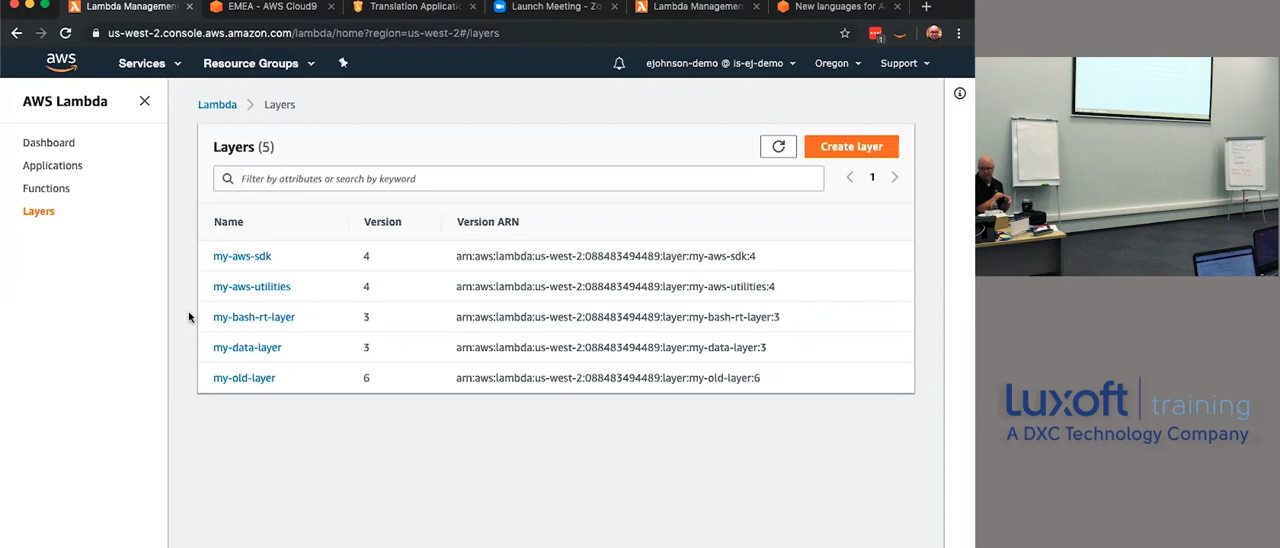 Lambda Management
EMEA - AWS Cloud9
Translation Applicatio
Launch Meeting - Zo
Lambda Managemen
New languages for A
us-west-2.console.aws.amazon.com/lambda/home?region=us-west-2#/layers
1
aws
Services
Resource Groups
ejohnson-demo @ is-ej-demo
Oregon
Support
AWS Lambda
Dashboard
Applications
Functions
Layers
Lambda > Layers
Layers (5)
Create layer
Filter by attributes or search by keyword
1
Name Version Version ARN
my-aws-sdk 4 arn:aws:lambda:us-west-2:088483494489:layer:my-aws-sdk:4
my-aws-utilities 4 arn:aws:lambda:us-west-2:088483494489:layer:my-aws-utilities:4
my-bash-rt-layer 3 arn:aws:lambda:us-west-2:088483494489:layer:my-bash-rt-layer:3
my-data-layer 3 arn:aws:lambda:us-west-2:088483494489:layer:my-data-layer:3
my-old-layer 6 arn:aws:lambda:us-west-2:088483494489:layer:my-old-layer:6
luxoft training
A DXC Technology Company